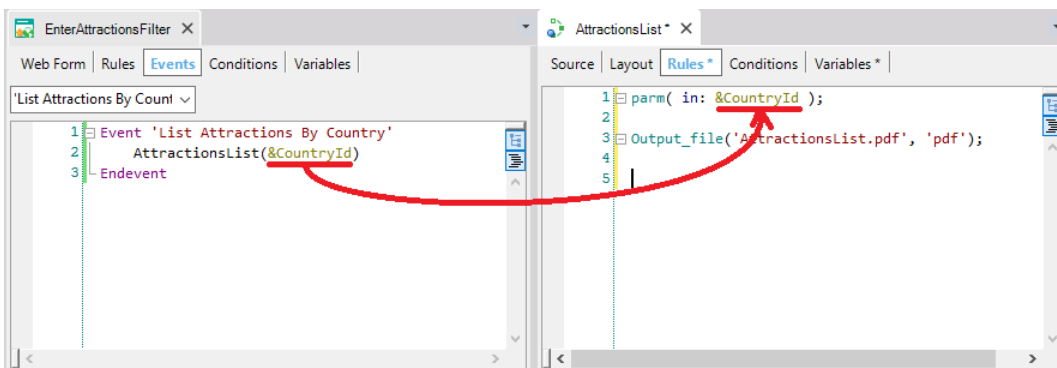 EnterAttractionsFilter
Web Form Rules Events Conditions Variables
'List Attractions By Count
1 Event 'List Attractions By Country'
2 AttractionsList(&CountryId)
3 Endevent
AttractionsList *
Source Layout Rules * Conditions Variables *
1 parm( in: &CountryId );
2
3 Output_file('AttractionsList.pdf', 'pdf');
4
5